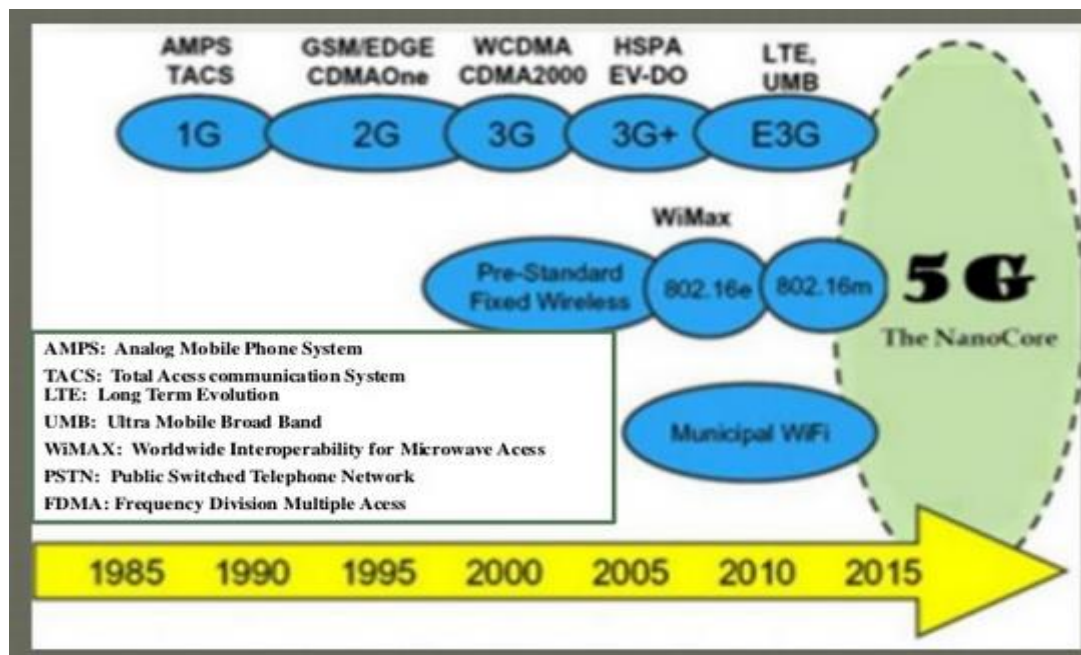 AMPS
TACS
GSM/EDGE
CDMAOne
WCDMA
CDMA2000
HSPA
EV-DO
LTE,
UMB
1G
2G
3G
3G+
E3G
WiMax
Pre-Standard
Fixed Wireless
802.16e
802.16m
5G
The NanoCore
Municipal WiFi
AMPS: Analog Mobile Phone System
TACS: Total Acess communication System
LTE: Long Term Evolution
UMB: Ultra Mobile Broad Band
WiMAX: Worldwide Interoperability for Microwave Acess
PSTN: Public Switched Telephone Network
FDMA: Frequency Division Multiple Acess
1985 1990 1995 2000 2005 2010 2015